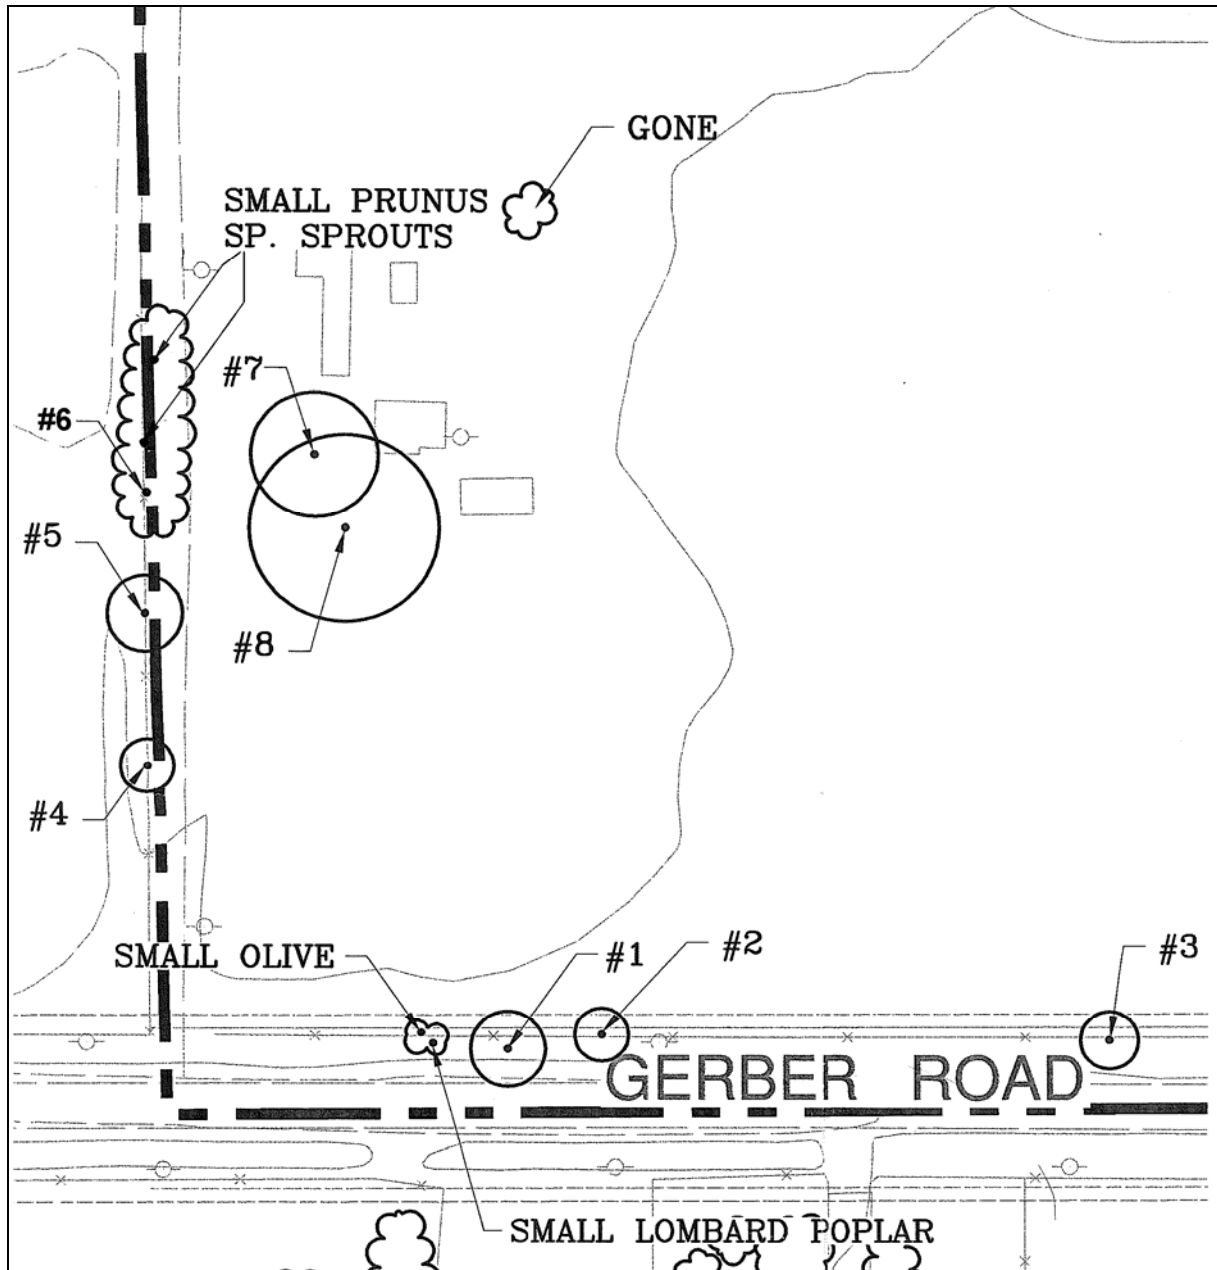 GONE
SMALL PRUNUS
SP. SPROUTS
#7
#6
#5
#8
#4
SMALL OLIVE
#1
#2
#3
GERBER ROAD
SMALL LOMBARD POPLAR